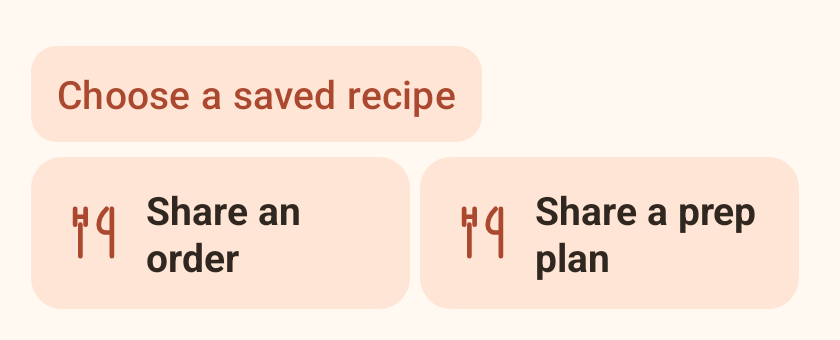 Choose a saved recipe
Share an
order
Share a prep
plan